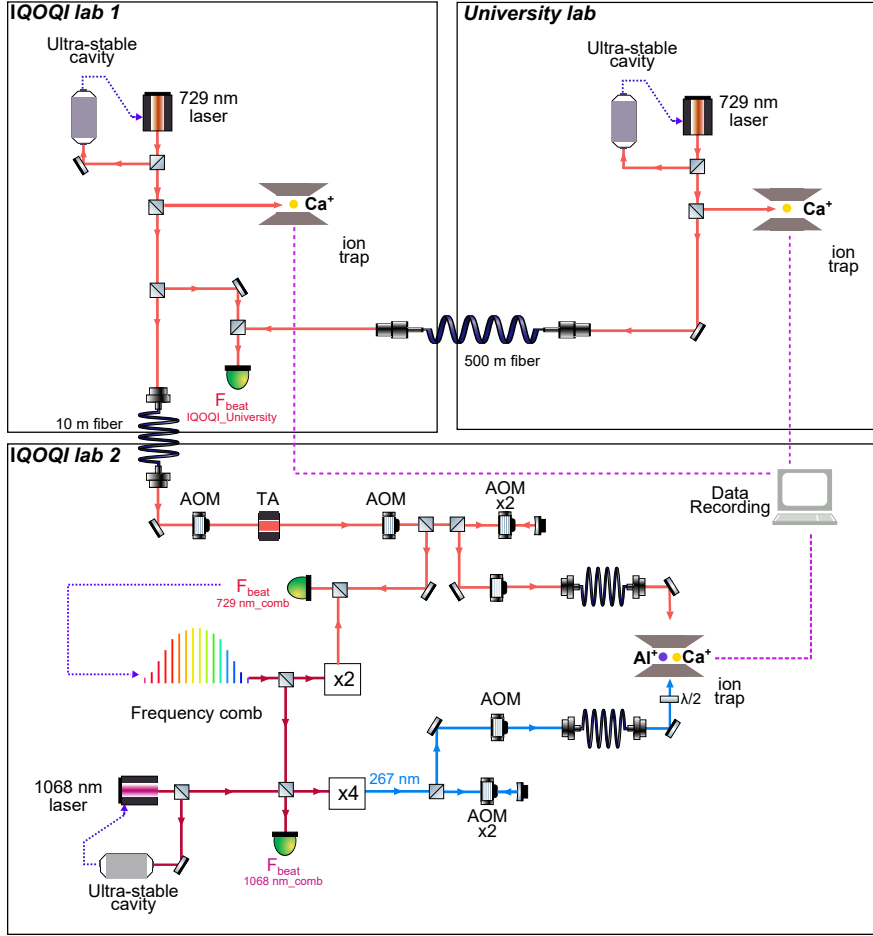 IQOQI lab 1
Ultra-stable
cavity
729 nm
laser
Ca+
ion
trap
F_beat
IQOQI_University
10 m fiber
University lab
Ultra-stable
cavity
729 nm
laser
Ca+
ion
trap
500 m fiber
IQOQI lab 2
AOM
TA
AOM
AOM
x2
Data
Recording
F_beat
729 nm_comb
x2
Frequency comb
Al+
Ca+
ion
trap
λ/2
AOM
1068 nm
laser
267 nm
x4
AOM
x2
F_beat
1068 nm_comb
Ultra-stable
cavity